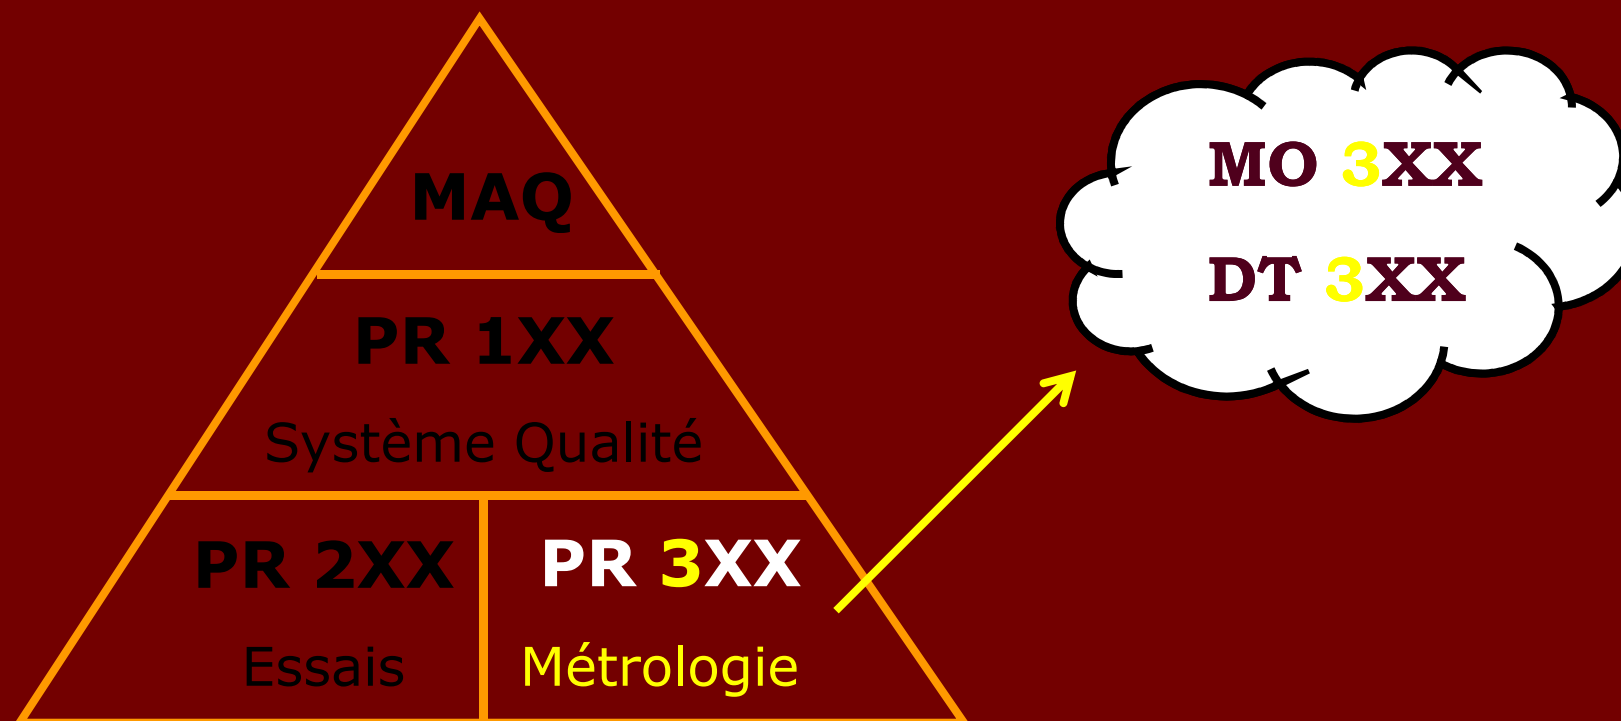 MAQ
PR 1XX
Système Qualité
PR 2XX
Essais
PR 3XX
Métrologie
MO 3XX
DT 3XX